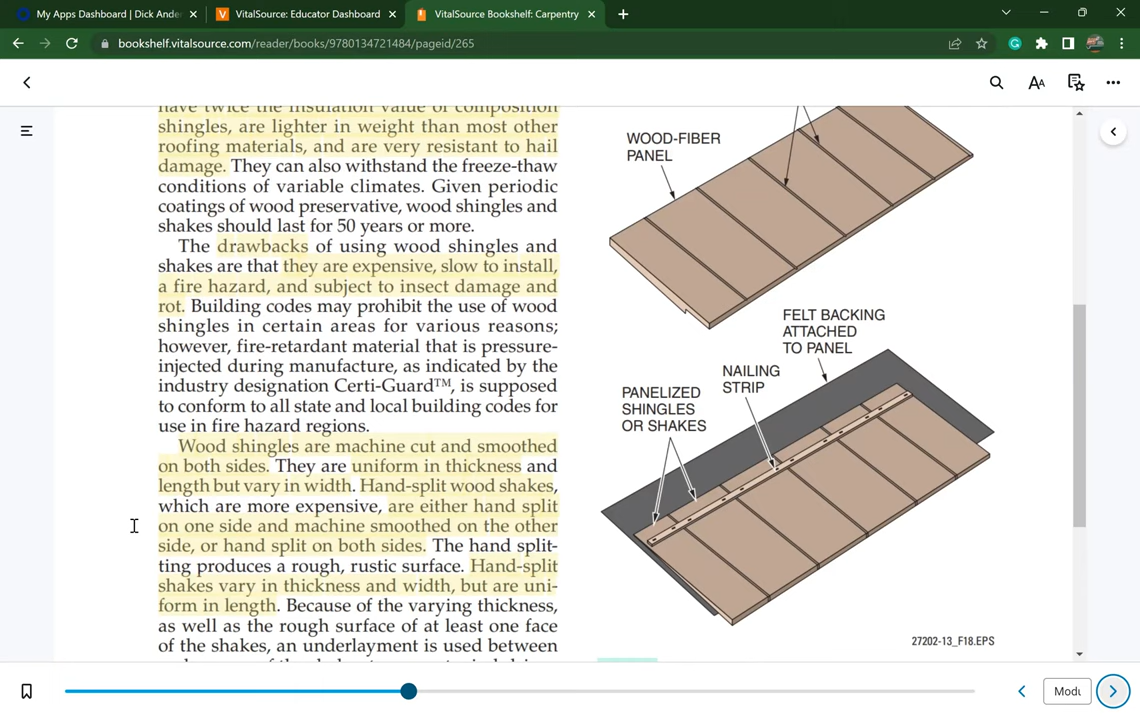 My Apps Dashboard | Dick Ander
VitalSource: Educator Dashboard
VitalSource Bookshelf: Carpentry
bookshelf.vitalsource.com/reader/books/9780134721484/pageid/265
have twice the insulation value of composition
shingles, are lighter in weight than most other
roofing materials, and are very resistant to hail
damage. They can also withstand the freeze-thaw
conditions of variable climates. Given periodic
coatings of wood preservative, wood shingles and
shakes should last for 50 years or more.
The drawbacks of using wood shingles and
shakes are that they are expensive, slow to install,
a fire hazard, and subject to insect damage and
rot. Building codes may prohibit the use of wood
shingles in certain areas for various reasons;
however, fire-retardant material that is pressure-
injected during manufacture, as indicated by the
industry designation Certi-Guard™, is supposed
to conform to all state and local building codes for
use in fire hazard regions.
Wood shingles are machine cut and smoothed
on both sides. They are uniform in thickness and
length but vary in width. Hand-split wood shakes,
which are more expensive, are either hand split
on one side and machine smoothed on the other
side, or hand split on both sides. The hand split-
ting produces a rough, rustic surface. Hand-split
shakes vary in thickness and width, but are uni-
form in length. Because of the varying thickness,
as well as the rough surface of at least one face
of the shakes, an underlayment is used between
WOOD-FIBER
PANEL
FELT BACKING
ATTACHED
TO PANEL
NAILING
STRIP
PANELIZED
SHINGLES
OR SHAKES
27202-13_F18.EPS
Modu